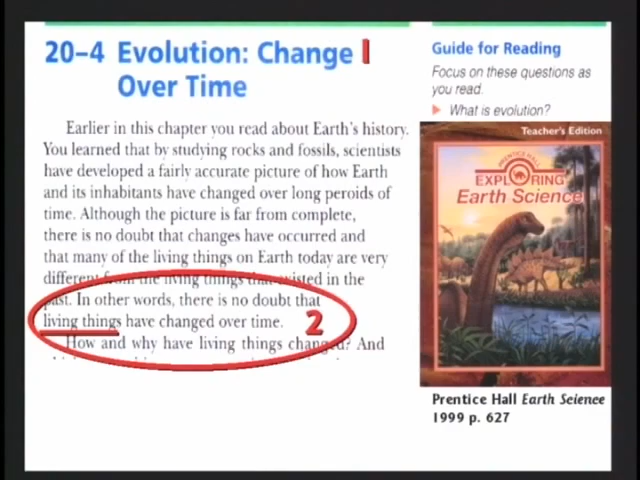 20–4 Evolution: Change I
Over Time
Earlier in this chapter you read about Earth's history.
You learned that by studying rocks and fossils, scientists
have developed a fairly accurate picture of how Earth
and its inhabitants have changed over long peroids of
time. Although the picture is far from complete,
there is no doubt that changes have occurred and
that many of the living things on Earth today are very
different from the living things that existed in the
past. In other words, there is no doubt that
living things have changed over time. 2
How and why have living things changed? And
Guide for Reading
Focus on these questions as
you read.
▶ What is evolution?
Teacher's Edition
PRENTICE HALL
EXPLORING
Earth Science
Prentice Hall Earth Science
1999 p. 627